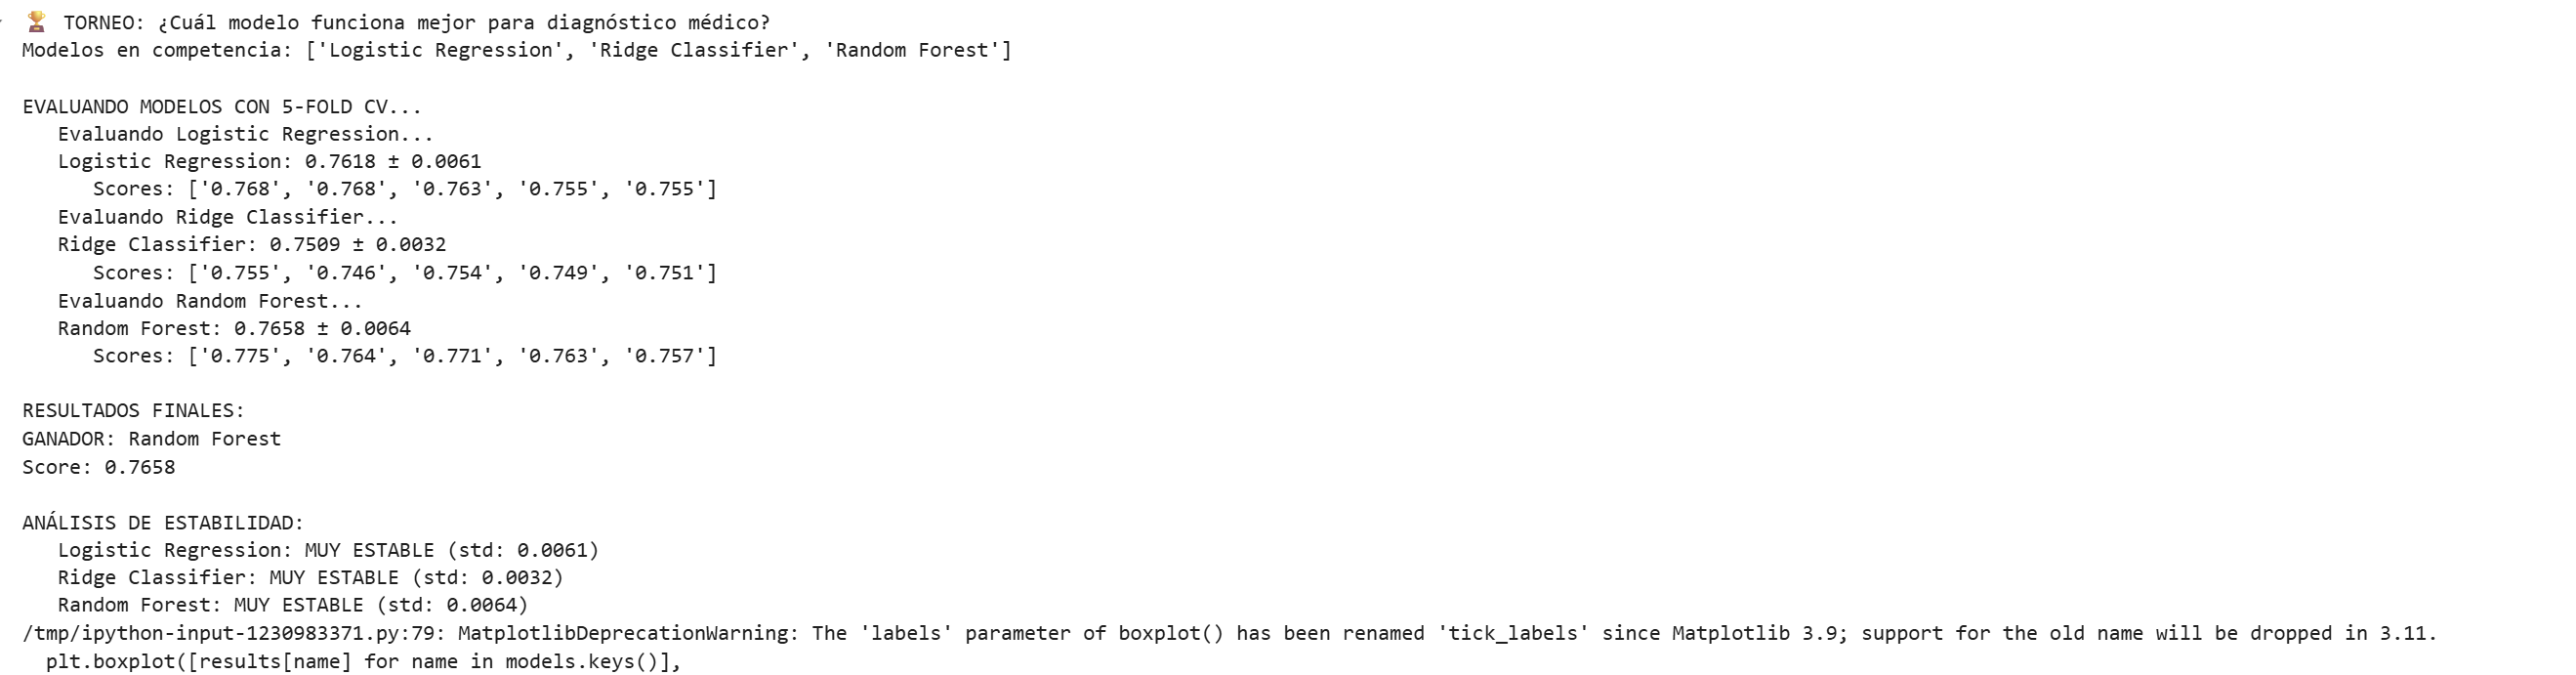 🏆 TORNEO: ¿Cuál modelo funciona mejor para diagnóstico médico?
Modelos en competencia: ['Logistic Regression', 'Ridge Classifier', 'Random Forest']
EVALUANDO MODELOS CON 5-FOLD CV...
Evaluando Logistic Regression...
Logistic Regression: 0.7618 ± 0.0061
Scores: ['0.768', '0.768', '0.763', '0.755', '0.755']
Evaluando Ridge Classifier...
Ridge Classifier: 0.7509 ± 0.0032
Scores: ['0.755', '0.746', '0.754', '0.749', '0.751']
Evaluando Random Forest...
Random Forest: 0.7658 ± 0.0064
Scores: ['0.775', '0.764', '0.771', '0.763', '0.757']
RESULTADOS FINALES:
GANADOR: Random Forest
Score: 0.7658
ANÁLISIS DE ESTABILIDAD:
Logistic Regression: MUY ESTABLE (std: 0.0061)
Ridge Classifier: MUY ESTABLE (std: 0.0032)
Random Forest: MUY ESTABLE (std: 0.0064)
/tmp/ipython-input-1230983371.py:79: MatplotlibDeprecationWarning: The 'labels' parameter of boxplot() has been renamed 'tick_labels' since Matplotlib 3.9; support for the old name will be dropped in 3.11.
plt.boxplot([results[name] for name in models.keys()],